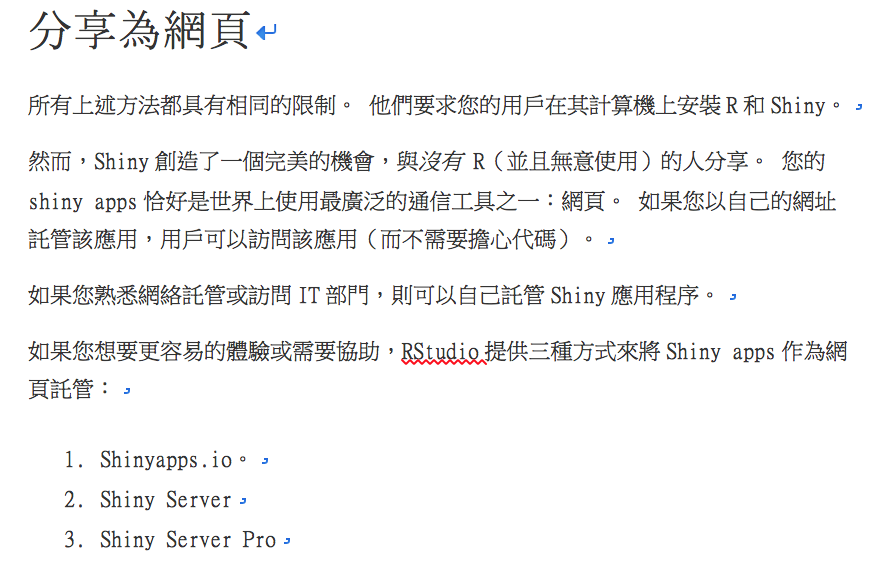 分享為網頁
所有上述方法都具有相同的限制。 他們要求您的用戶在其計算機上安裝 R 和 Shiny。
然而，Shiny 創造了一個完美的機會，與沒有 R（並且無意使用）的人分享。 您的
shiny apps 恰好是世界上使用最廣泛的通信工具之一：網頁。 如果您以自己的網址
託管該應用，用戶可以訪問該應用（而不需要擔心代碼）。
如果您熟悉網絡託管或訪問 IT 部門，則可以自己託管 Shiny 應用程序。
如果您想要更容易的體驗或需要協助，RStudio 提供三種方式來將 Shiny apps 作為網
頁託管：
1. Shinyapps.io。
2. Shiny Server
3. Shiny Server Pro